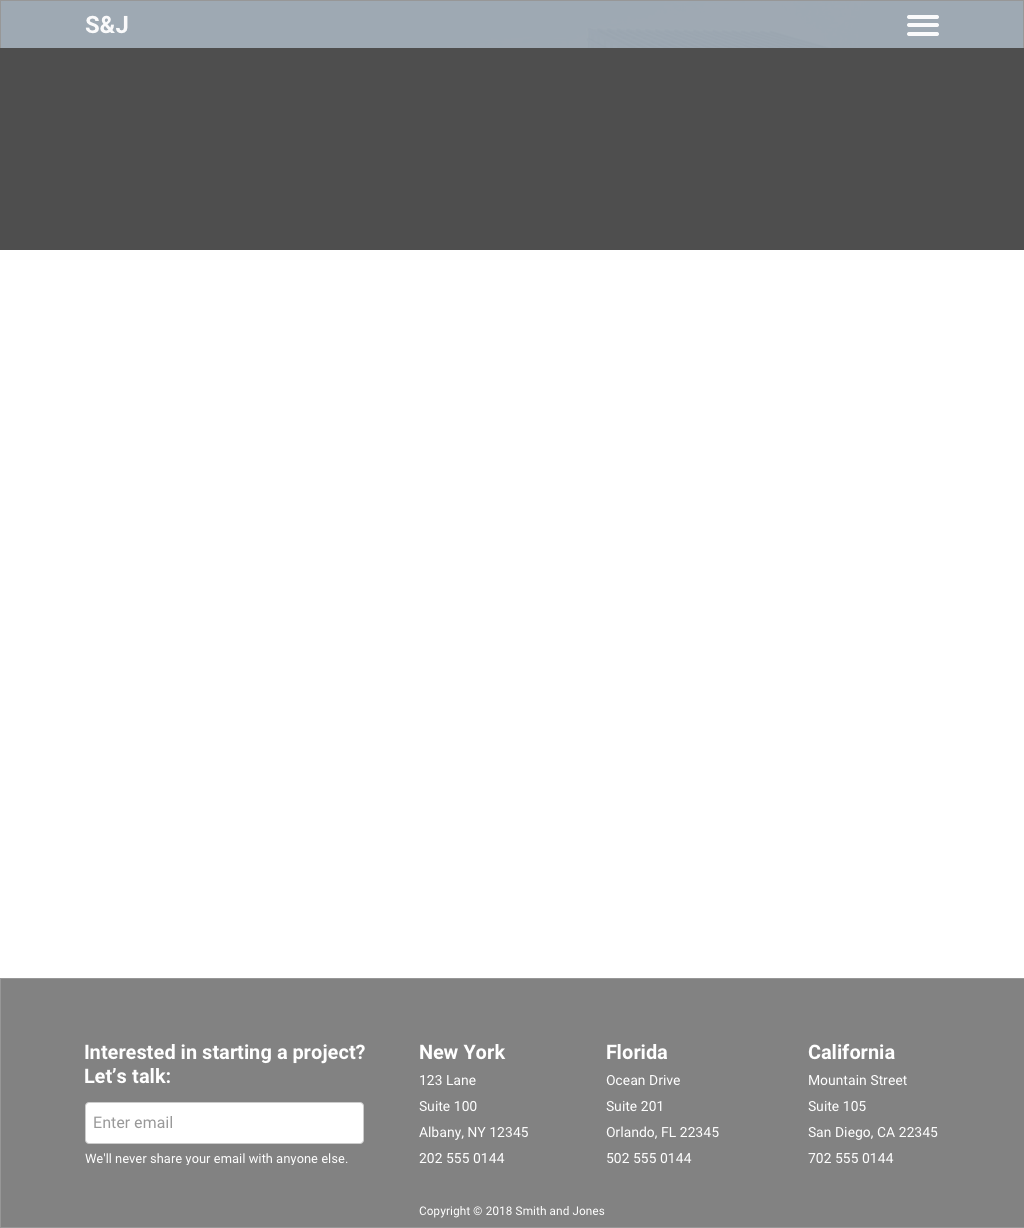 S&J
Interested in starting a project?
Let’s talk:
Enter email
We'll never share your email with anyone else.
New York
123 Lane
Suite 100
Albany, NY 12345
202 555 0144
Florida
Ocean Drive
Suite 201
Orlando, FL 22345
502 555 0144
California
Mountain Street
Suite 105
San Diego, CA 22345
702 555 0144
Copyright © 2018 Smith and Jones